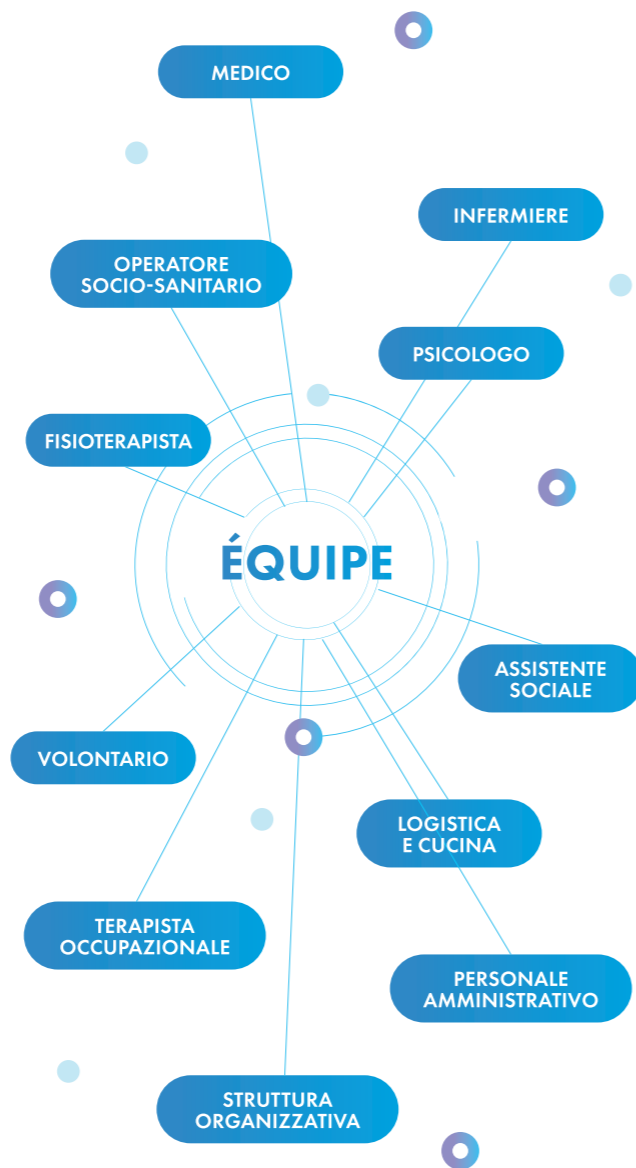 MEDICO
INFERMIERE
OPERATORE
SOCIO-SANITARIO
PSICOLOGO
FISIOTERAPISTA
ÉQUIPE
ASSISTENTE
SOCIALE
VOLONTARIO
LOGISTICA
E CUCINA
TERAPISTA
OCCUPAZIONALE
PERSONALE
AMMINISTRATIVO
STRUTTURA
ORGANIZZATIVA